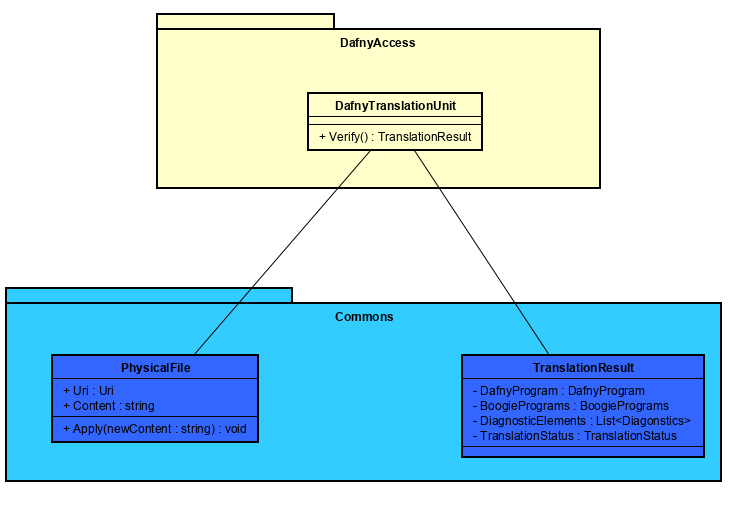 DafnyAccess
DafnyTranslationUnit
+ Verify() : TranslationResult
Commons
PhysicalFile
+ Uri : Uri
+ Content : string
+ Apply(newContent : string) : void
TranslationResult
- DafnyProgram : DafnyProgram
- BoogiePrograms : BoogiePrograms
- DiagnosticElements : List<Diagonstics>
- TranslationStatus : TranslationStatus